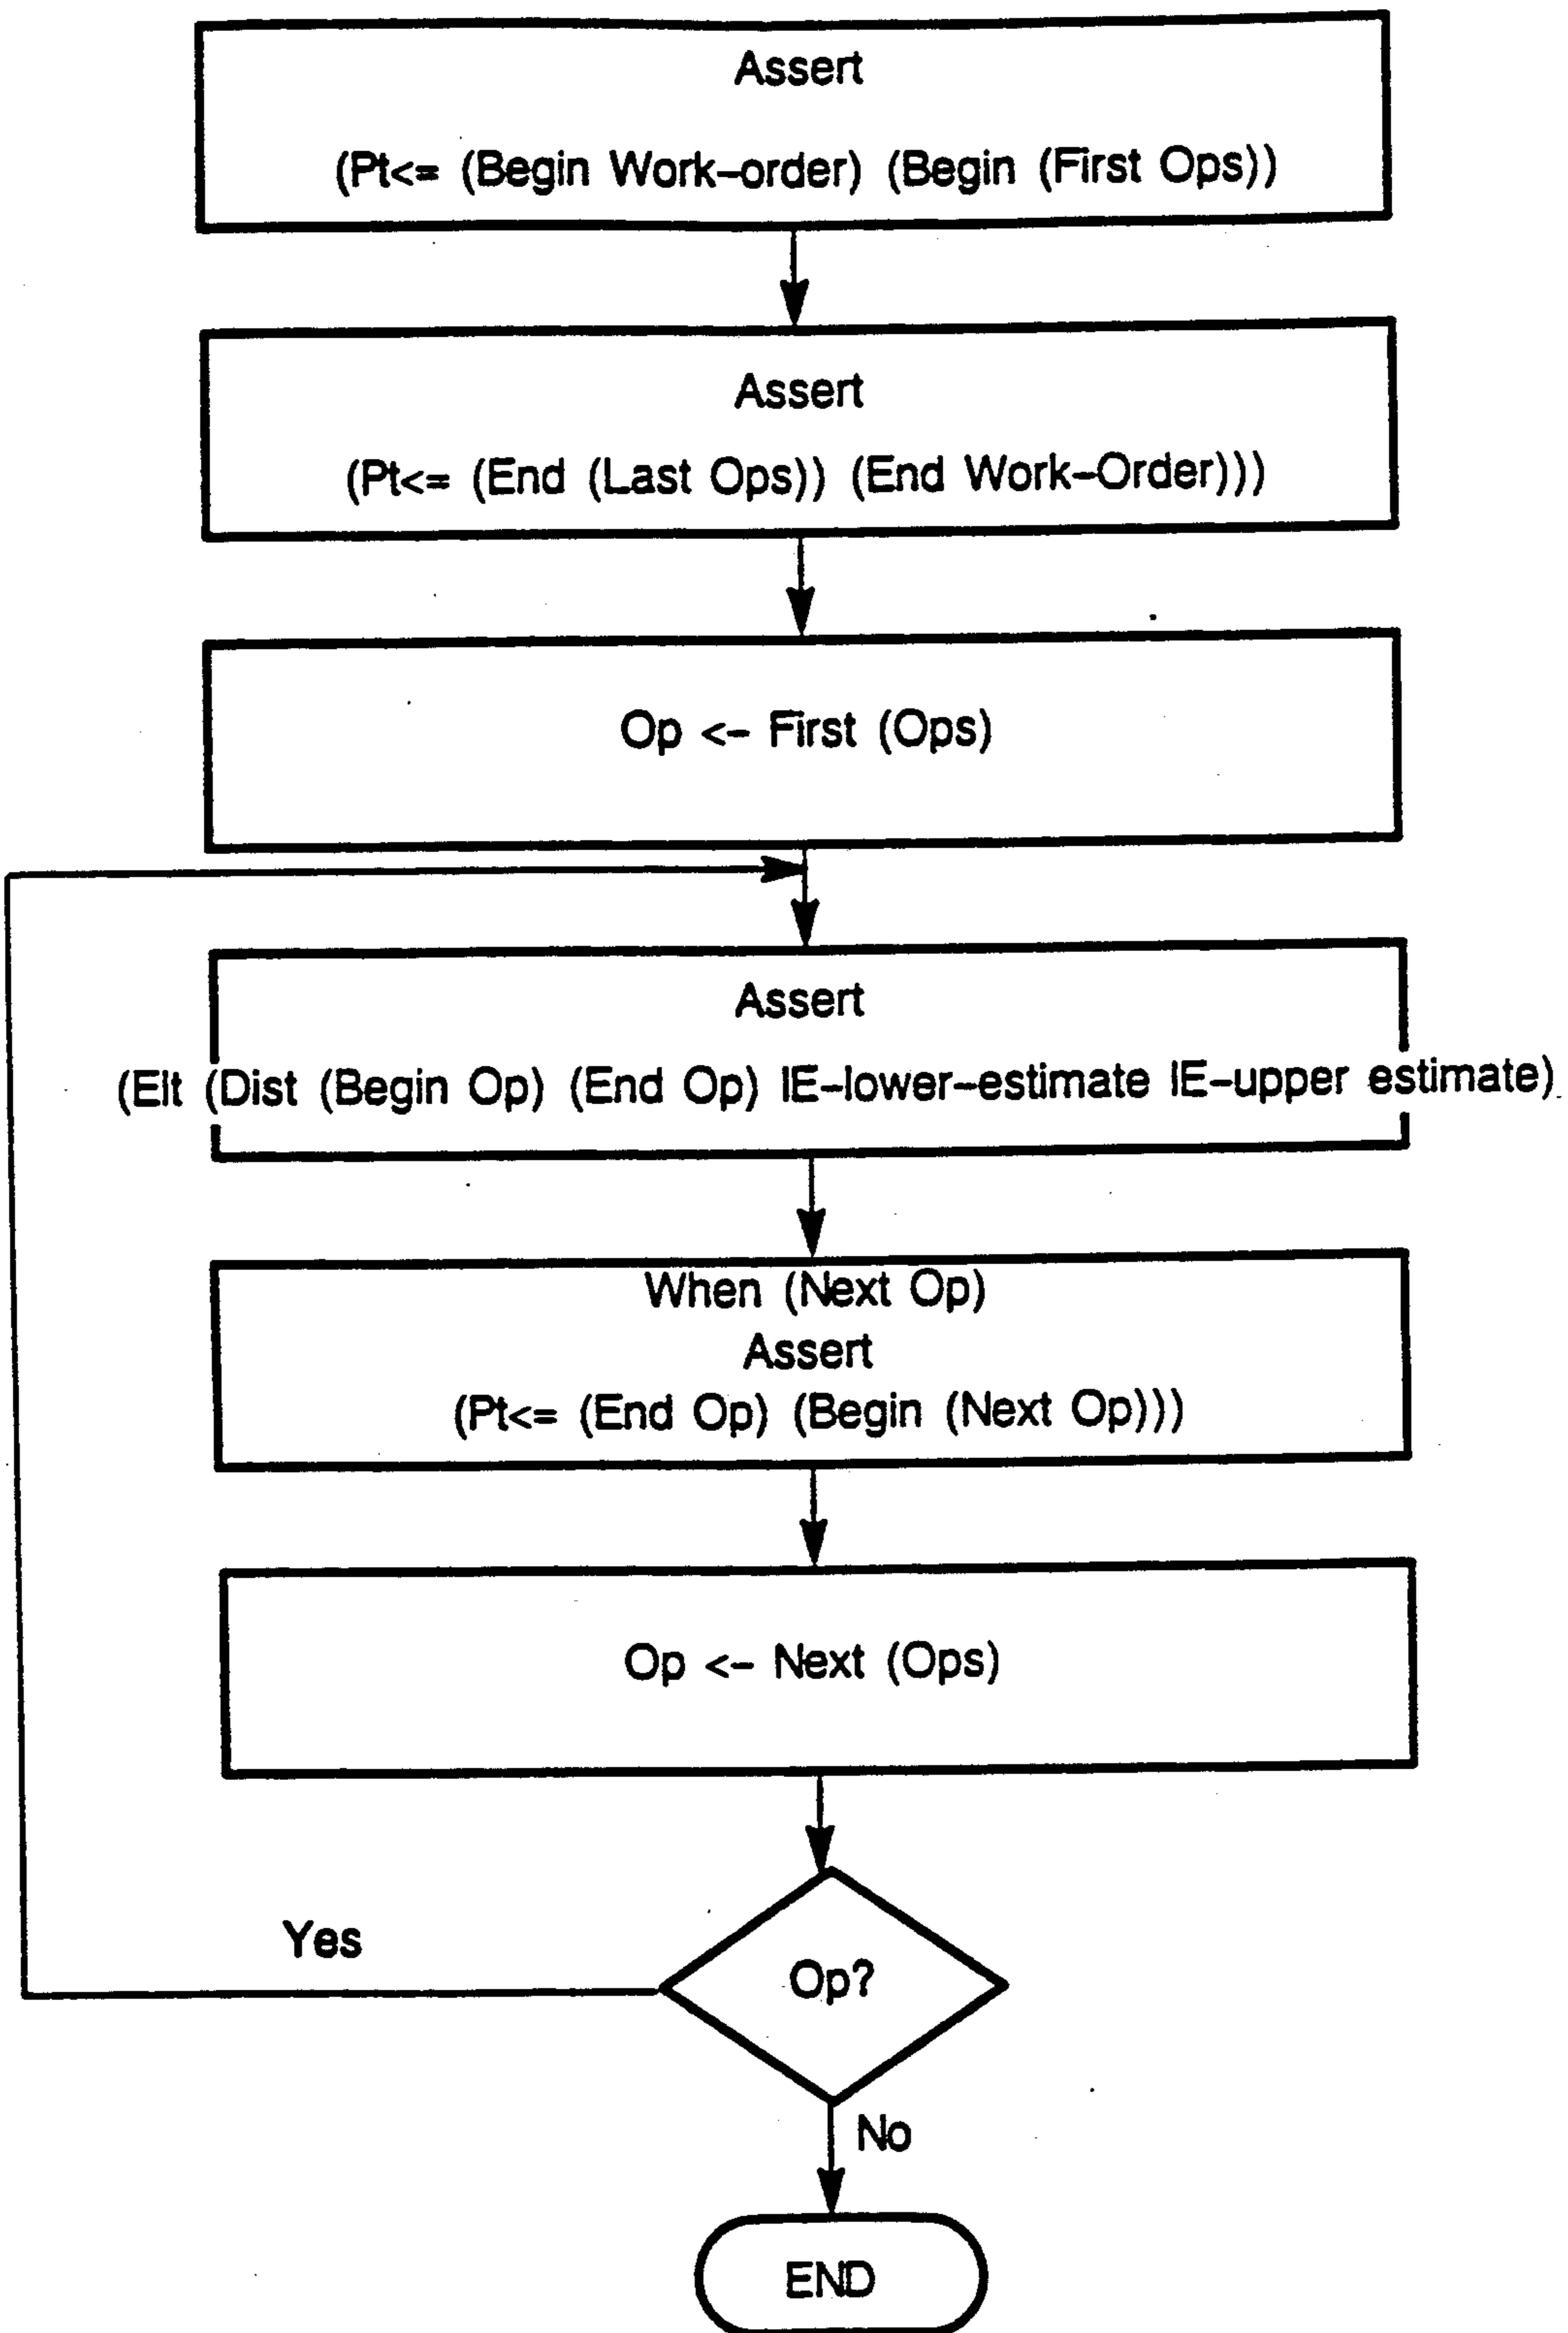 Assert
(Pt<= (Begin Work-order) (Begin (First Ops))
Assert
(Pt<= (End (Last Ops)) (End Work-Order)))
Op <- First (Ops)
Assert
(Elt (Dist (Begin Op) (End Op) IE-lower-estimate IE-upper estimate)
When (Next Op)
Assert
(Pt<= (End Op) (Begin (Next Op)))
Op <- Next (Ops)
Yes
Op?
No
END